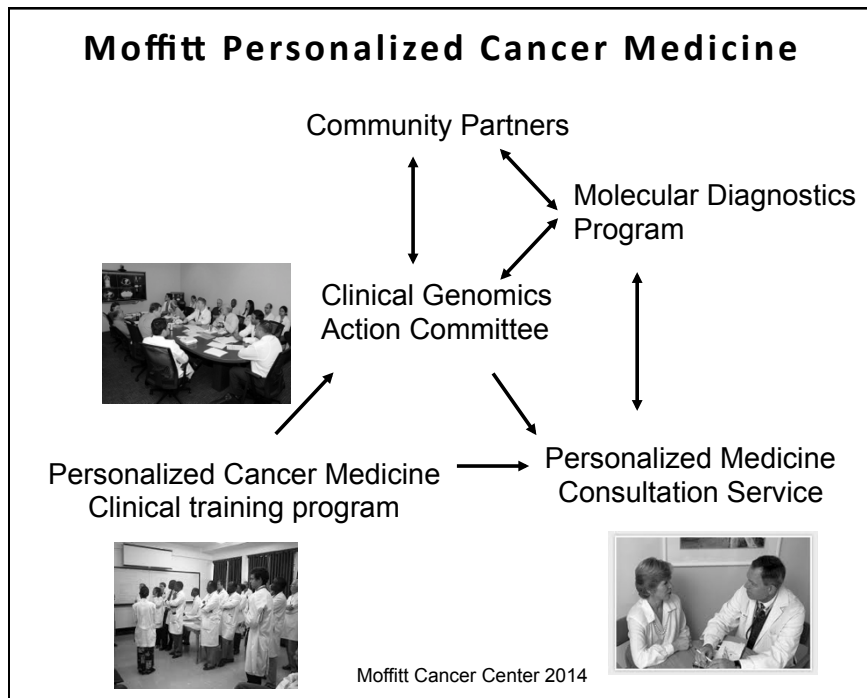 Moffitt Personalized Cancer Medicine
Community Partners
Molecular Diagnostics
Program
Clinical Genomics
Action Committee
Personalized Cancer Medicine
Clinical training program
Personalized Medicine
Consultation Service
Moffitt Cancer Center 2014